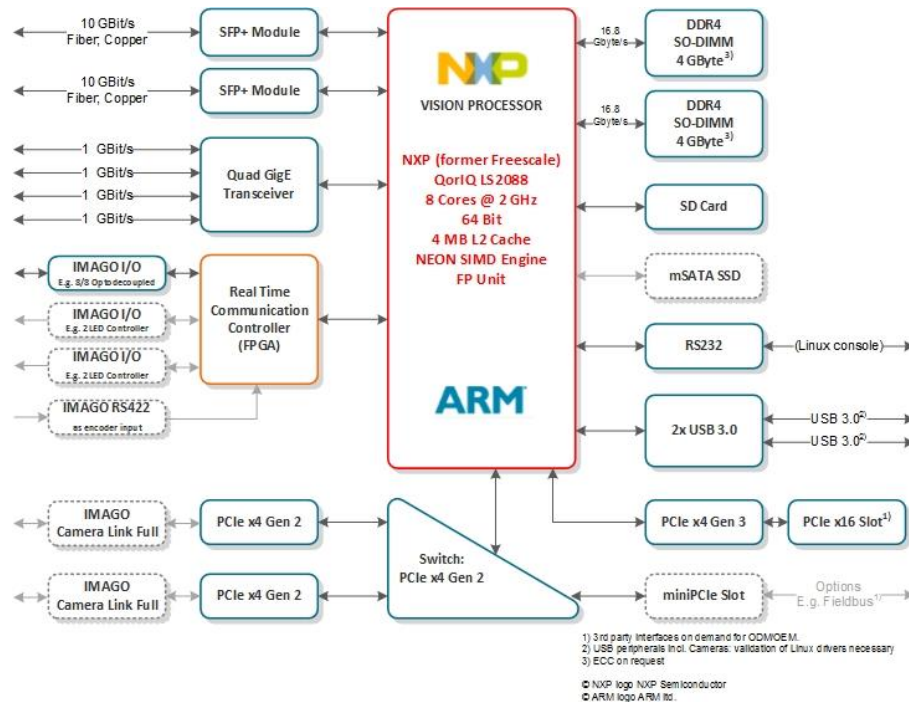 10 GBit/s
Fiber, Copper
SFP+ Module
10 GBit/s
Fiber, Copper
SFP+ Module
1 GBit/s
1 GBit/s
1 GBit/s
1 GBit/s
Quad GigE
Transceiver
IMAGO I/O
E.g. 8/8 Optodecoupled
IMAGO I/O
E.g. 2 LED Controller
IMAGO I/O
E.g. 2 LED Controller
IMAGO RS422
as encoder input
Real Time
Communication
Controller
(FPGA)
IMAGO
Camera Link Full
PCIe x4 Gen 2
IMAGO
Camera Link Full
PCIe x4 Gen 2
NXP
VISION PROCESSOR
NXP (former Freescale)
QorIQ LS2088
8 Cores @ 2 GHz
64 Bit
4 MB L2 Cache
NEON SIMD Engine
FP Unit
ARM
Switch:
PCIe x4 Gen 2
16.8
Gbyte/s
DDR4
SO-DIMM
4 GByte3)
16.8
Gbyte/s
DDR4
SO-DIMM
4 GByte3)
SD Card
mSATA SSD
RS232
(Linux console)
2x USB 3.0
USB 3.02)
USB 3.02)
PCIe x4 Gen 3
PCIe x16 Slot1)
miniPCIe Slot
Options
E.g. Fieldbus1)
1) 3rd party Interfaces on demand for ODM/OEM.
2) USB peripherals incl. Cameras: validation of Linux drivers necessary
3) ECC on request
© NXP logo NXP Semiconductor
© ARM logo ARM ltd.